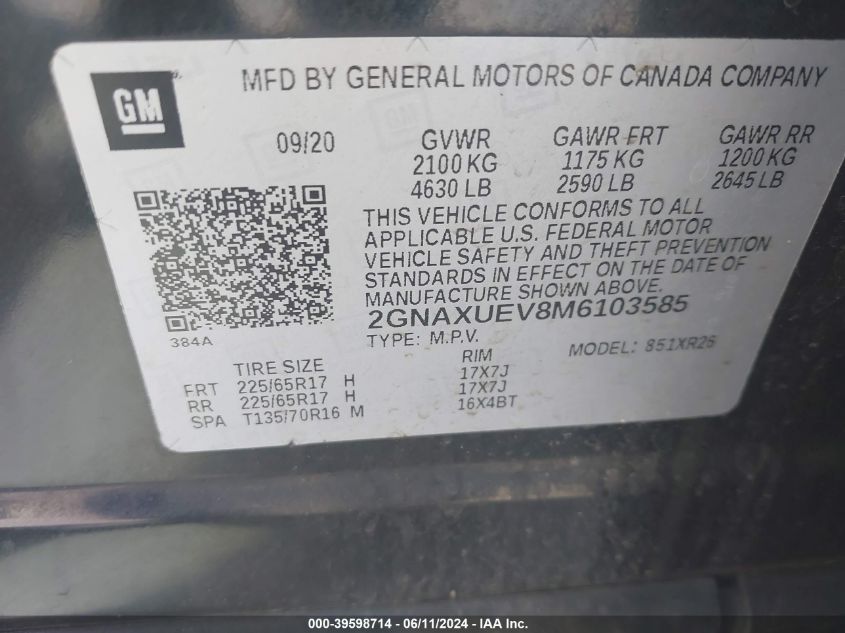 GM
MFD BY GENERAL MOTORS OF CANADA COMPANY
09/20 GVWR GAWR FRT GAWR RR
2100 KG 1175 KG 1200 KG
4630 LB 2590 LB 2645 LB
THIS VEHICLE CONFORMS TO ALL
APPLICABLE U.S. FEDERAL MOTOR
VEHICLE SAFETY AND THEFT PREVENTION
STANDARDS IN EFFECT ON THE DATE OF
MANUFACTURE SHOWN ABOVE.
2GNAXUEV8M6103585
384A
TYPE: M.P.V. MODEL: 851XR26
TIRE SIZE RIM
FRT 225/65R17 H 17X7J
RR 225/65R17 H 17X7J
SPA T135/70R16 M 16X4BT
000-39598714 - 06/11/2024 - IAA Inc.